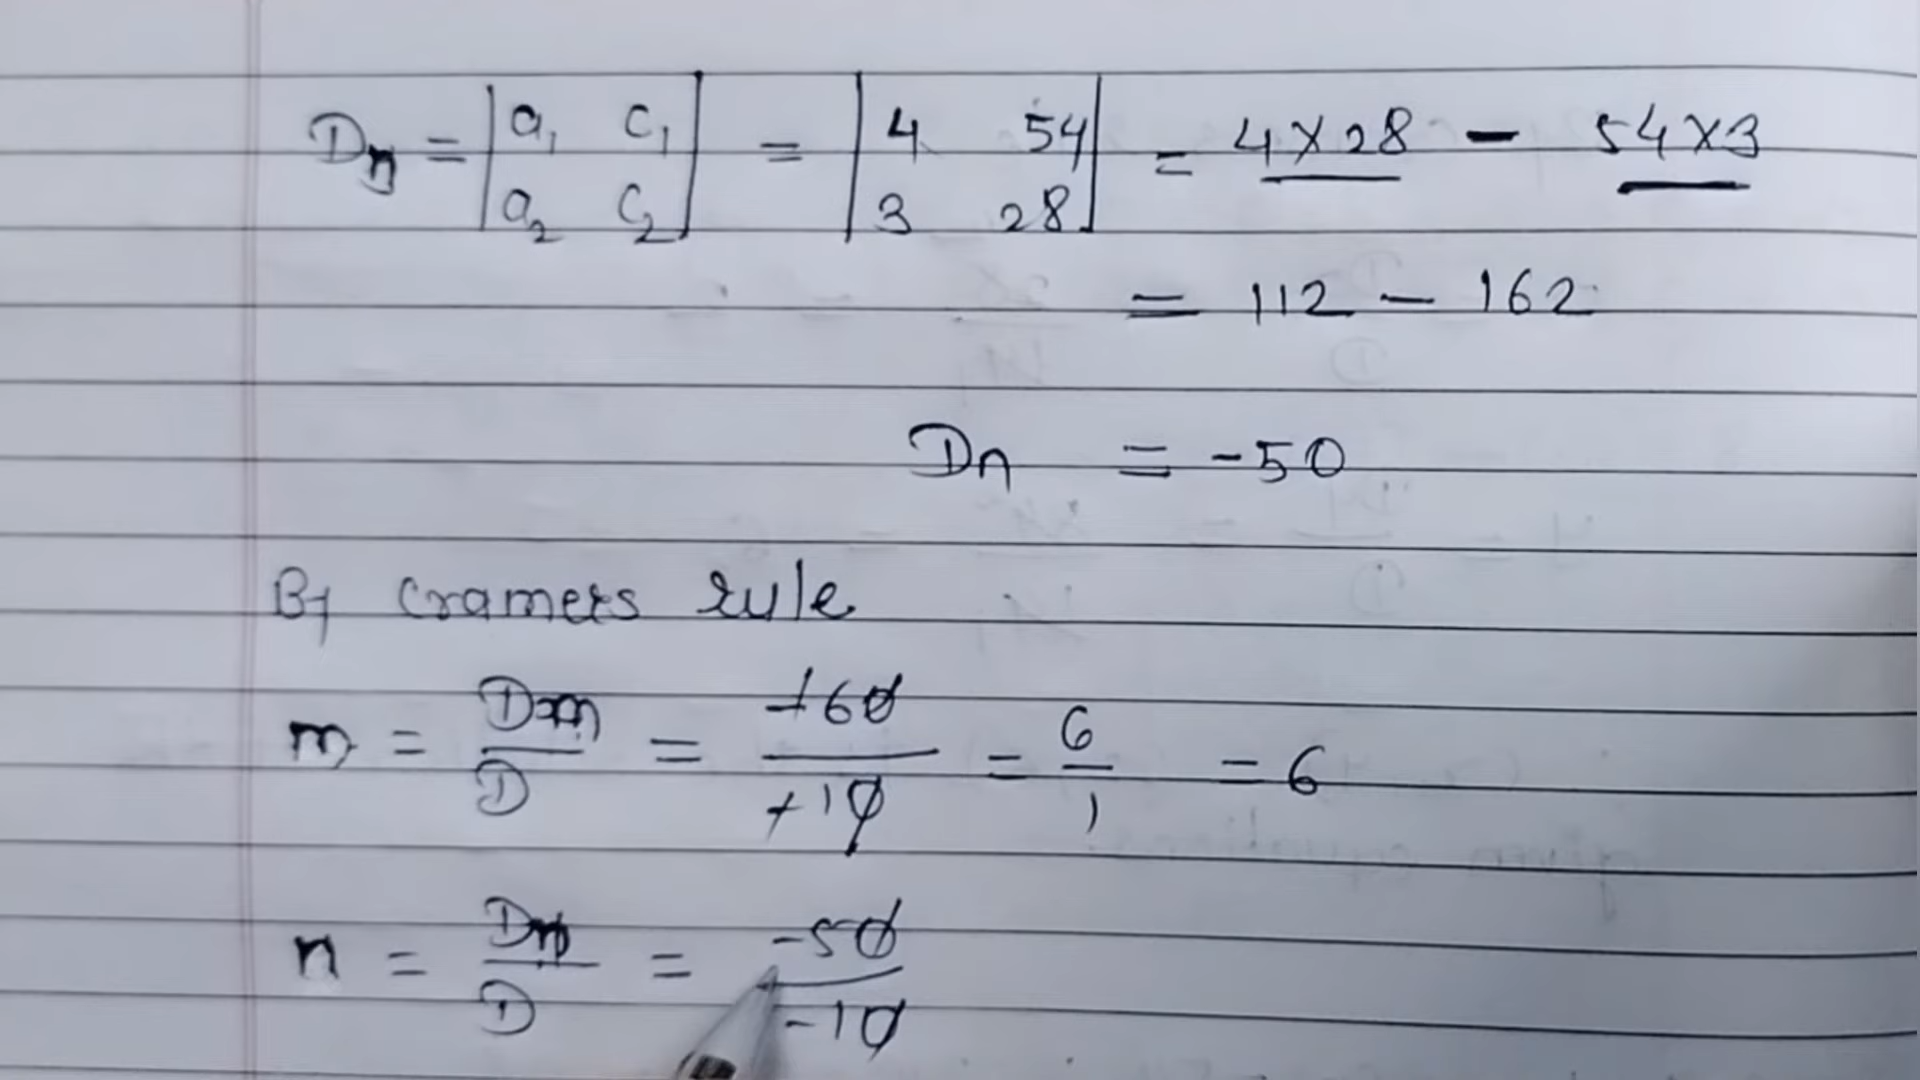 Dn = | a₁ c₁ | = | 4 54 | = 4×28 − 54×3
| a₂ c₂ | | 3 28 |
= 112 − 162
Dn = -50
By cramers rule
m = Dm/D = -60/-10 = 6/1 = 6
n = Dn/D = -50/-10